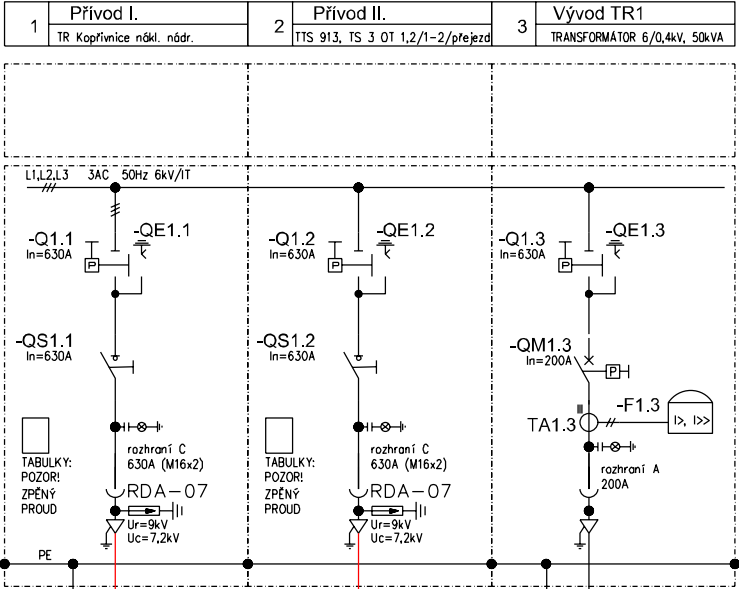 1 Přívod I.
TR Kopřivnice nákl. nádr.
2 Přívod II.
TTS 913, TS 3 OT 1,2/1-2/přejezd
3 Vývod TR1
TRANSFORMÁTOR 6/0,4kV, 50kVA
L1,L2,L3 3AC 50Hz 6kV/IT
-Q1.1
In=630A
-QE1.1
P
-QS1.1
In=630A
TABULKY:
POZOR!
ZPĚNÝ
PROUD
rozhraní C
630A (M16x2)
RDA-07
Ur=9kV
Uc=7,2kV
-Q1.2
In=630A
-QE1.2
P
-QS1.2
In=630A
TABULKY:
POZOR!
ZPĚNÝ
PROUD
rozhraní C
630A (M16x2)
RDA-07
Ur=9kV
Uc=7,2kV
-Q1.3
In=630A
-QE1.3
P
-QM1.3
In=200A
P
TA1.3
-F1.3
I>, I>>
rozhraní A
200A
PE